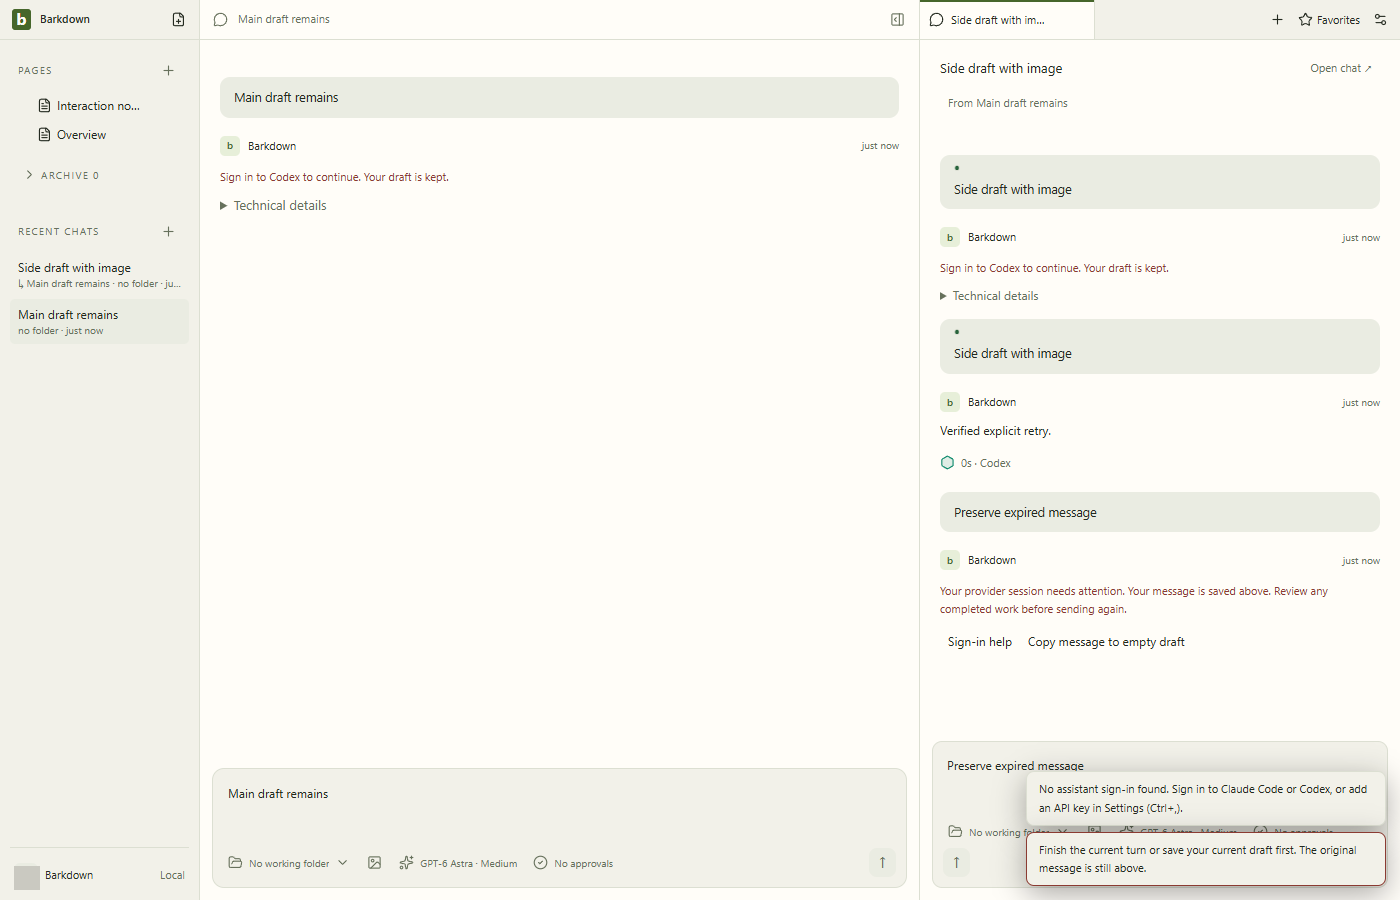 b Barkdown
PAGES
Interaction no...
Overview
ARCHIVE 0
RECENT CHATS
Side draft with image
↳ Main draft remains · no folder · ju...
Main draft remains
no folder · just now
Barkdown
Local
Main draft remains
Main draft remains
b Barkdown
just now
Sign in to Codex to continue. Your draft is kept.
Technical details
Main draft remains
No working folder
GPT-6 Astra · Medium
No approvals
Side draft with im...
Favorites
Side draft with image
Open chat ↗
From Main draft remains
Side draft with image
b Barkdown
just now
Sign in to Codex to continue. Your draft is kept.
Technical details
Side draft with image
b Barkdown
just now
Verified explicit retry.
0s · Codex
Preserve expired message
b Barkdown
just now
Your provider session needs attention. Your message is saved above. Review any
completed work before sending again.
Sign-in help
Copy message to empty draft
Preserve expired message
No assistant sign-in found. Sign in to Claude Code or Codex, or add
an API key in Settings (Ctrl+,).
No working folder
GPT-6 Astra · Medium
No approvals
Finish the current turn or save your current draft first. The original
message is still above.